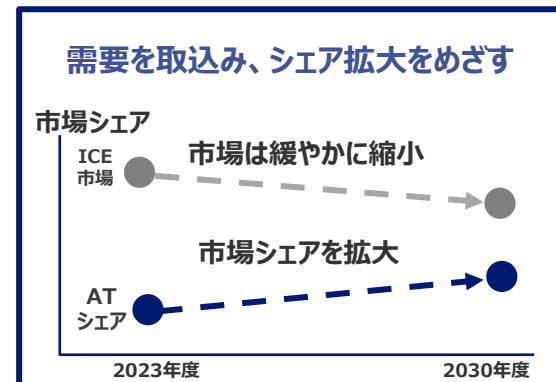 需要を取込み、シェア拡大をめざす
市場シェア
ICE
市場
市場は緩やかに縮小
市場シェアを拡大
AT
シェア
2023年度
2030年度